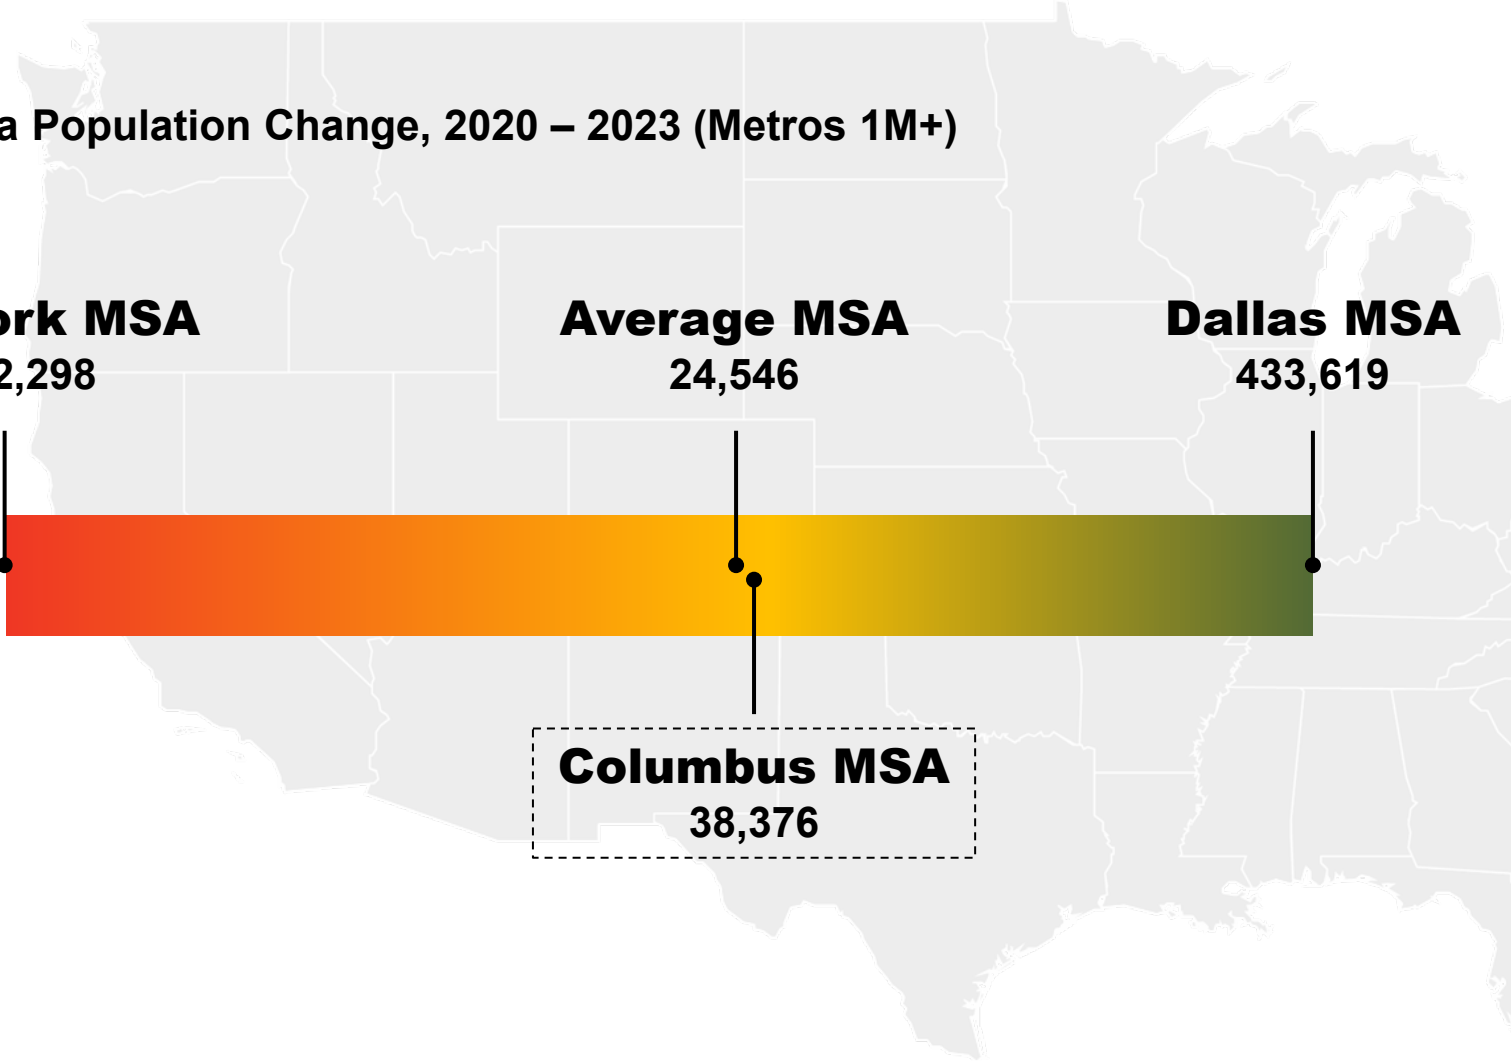 a Population Change, 2020 – 2023 (Metros 1M+)
ork MSA
2,298
Average MSA
24,546
Dallas MSA
433,619
Columbus MSA
38,376